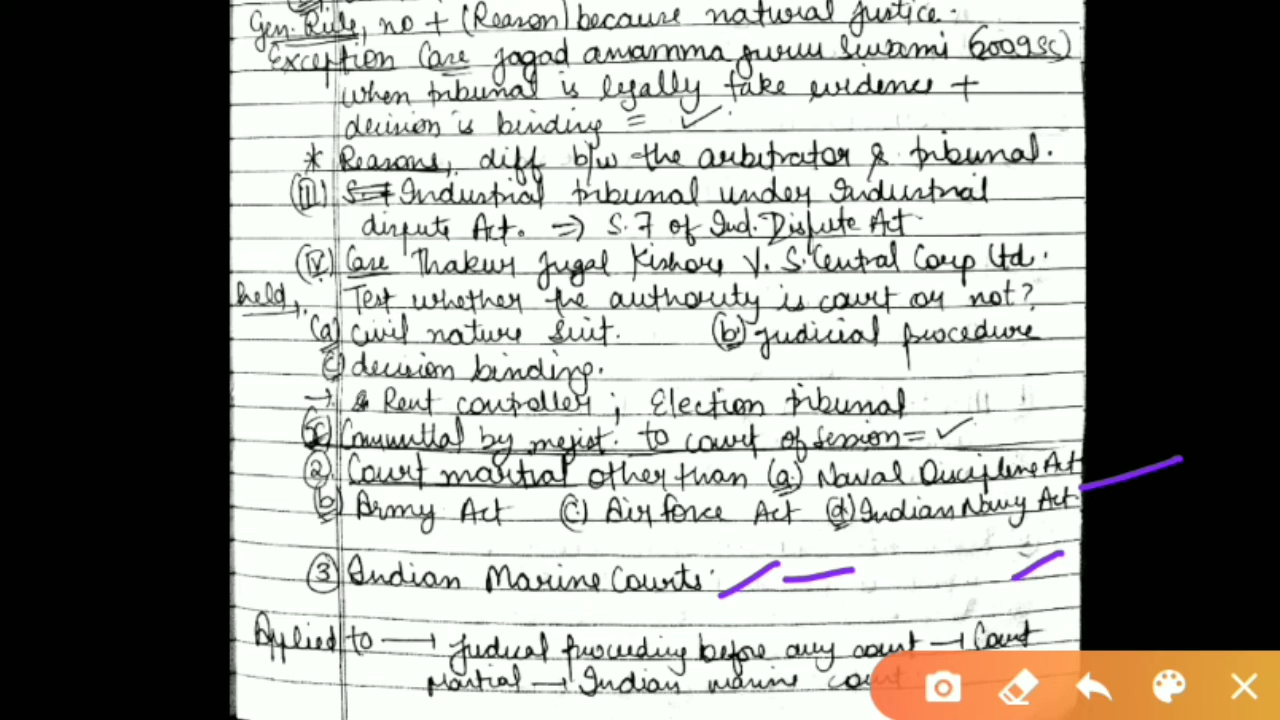 Gen. Rule, no + (Reason) because natural justice.
Exception Case jagad amamma guru Swami (2009 SC)
when tribunal is legally take evidence +
decision is binding = ✓
* Reasons, diff b/w the arbitrator & tribunal.
(III) Industrial tribunal under Industrial
dispute Act. ⇒ S.7 of Ind. Dispute Act
(IV) Case Thakur Jugal Kishore V. S. Central Corp Ltd.
held, Test whether the authority is court or not?
(a) Civil nature Suit. (b) judicial procedure
(c) decision binding.
→ Rent controller ; Election tribunal
Committal by mejist. to court of Session = ✓
② Court martial other than (a) Naval Discipline Act
(b) Army Act (c) Air force Act (d) Indian Navy Act
③ Indian Marine Courts.
Applied to → judical proceeding before any court → Court
Martial → Indian marine court